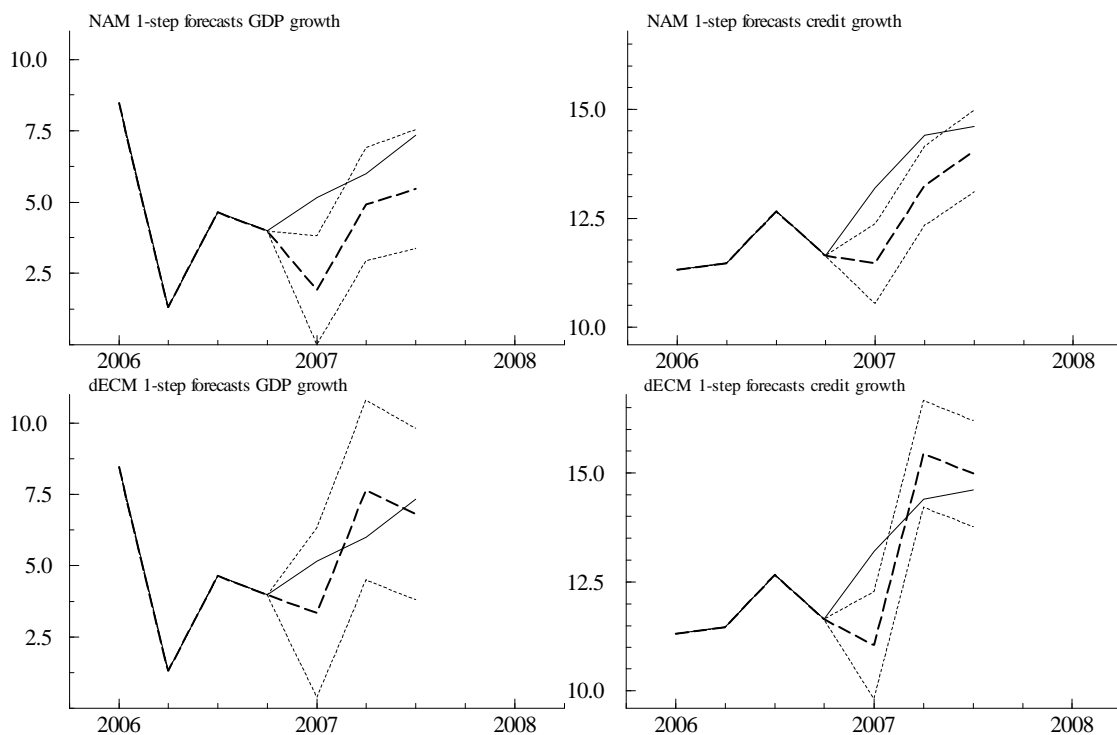 NAM 1-step forecasts GDP growth
10.0
7.5
5.0
2.5
2006 2007 2008
NAM 1-step forecasts credit growth
15.0
12.5
10.0
2006 2007 2008
dECM 1-step forecasts GDP growth
10.0
7.5
5.0
2.5
2006 2007 2008
dECM 1-step forecasts credit growth
15.0
12.5
10.0
2006 2007 2008